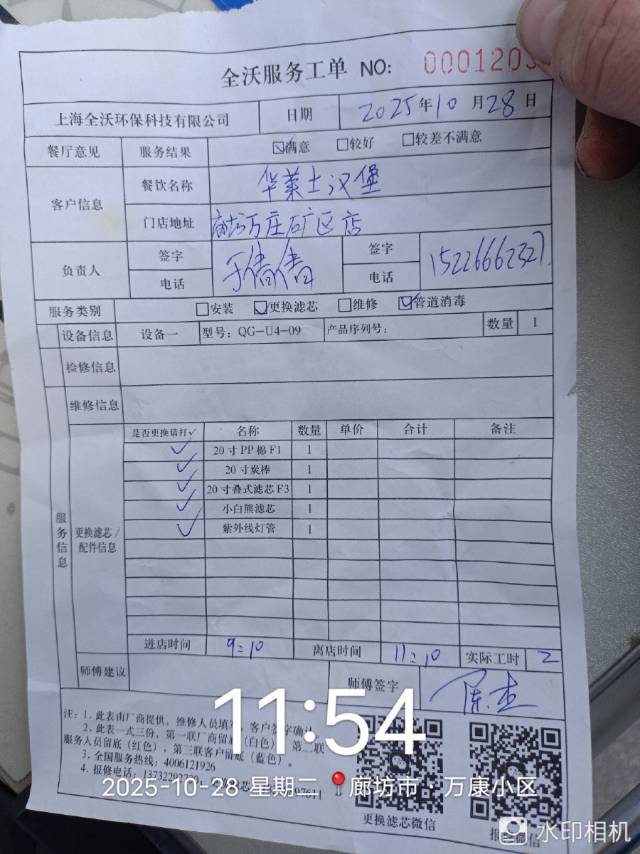 全沃服务工单 NO: 0001203
上海全沃环保科技有限公司 日期 2025年10月28日
餐厅意见 服务结果 ☑满意 □较好 □较差不满意
客户信息 餐饮名称 华莱士汉堡
门店地址 廊坊万庄矿区店
负责人 签字 于倩倩 签字
电话 电话 15226662327
服务类别 □安装 ☑更换滤芯 □维修 ☑管道消毒
设备信息 设备一 型号: QG-U4-09 产品序列号: 数量 1
检修信息
维修信息
服务信息
更换滤芯/配件信息
是否更换请打✓ 名称 数量 单价 合计 备注
✓ 20寸PP棉F1 1
✓ 20寸炭棒 1
✓ 20寸叠式滤芯F3 1
✓ 小白熊滤芯 1
✓ 紫外线灯管 1
进店时间 9:10 离店时间 11:10 实际工时 2
师傅建议 师傅签字
注: 1. 此表由厂商提供, 维修人员填写, 客户签字确认
2. 此表一式三份, 第一联厂商留底(白色), 第二联
服务人员留底(红色), 第三联客户留底(蓝色)。
3. 全国服务热线: 4006121926
4. 报修电话:
更换滤芯微信
11:54
2025-10-28 星期二 廊坊市·万康小区
水印相机